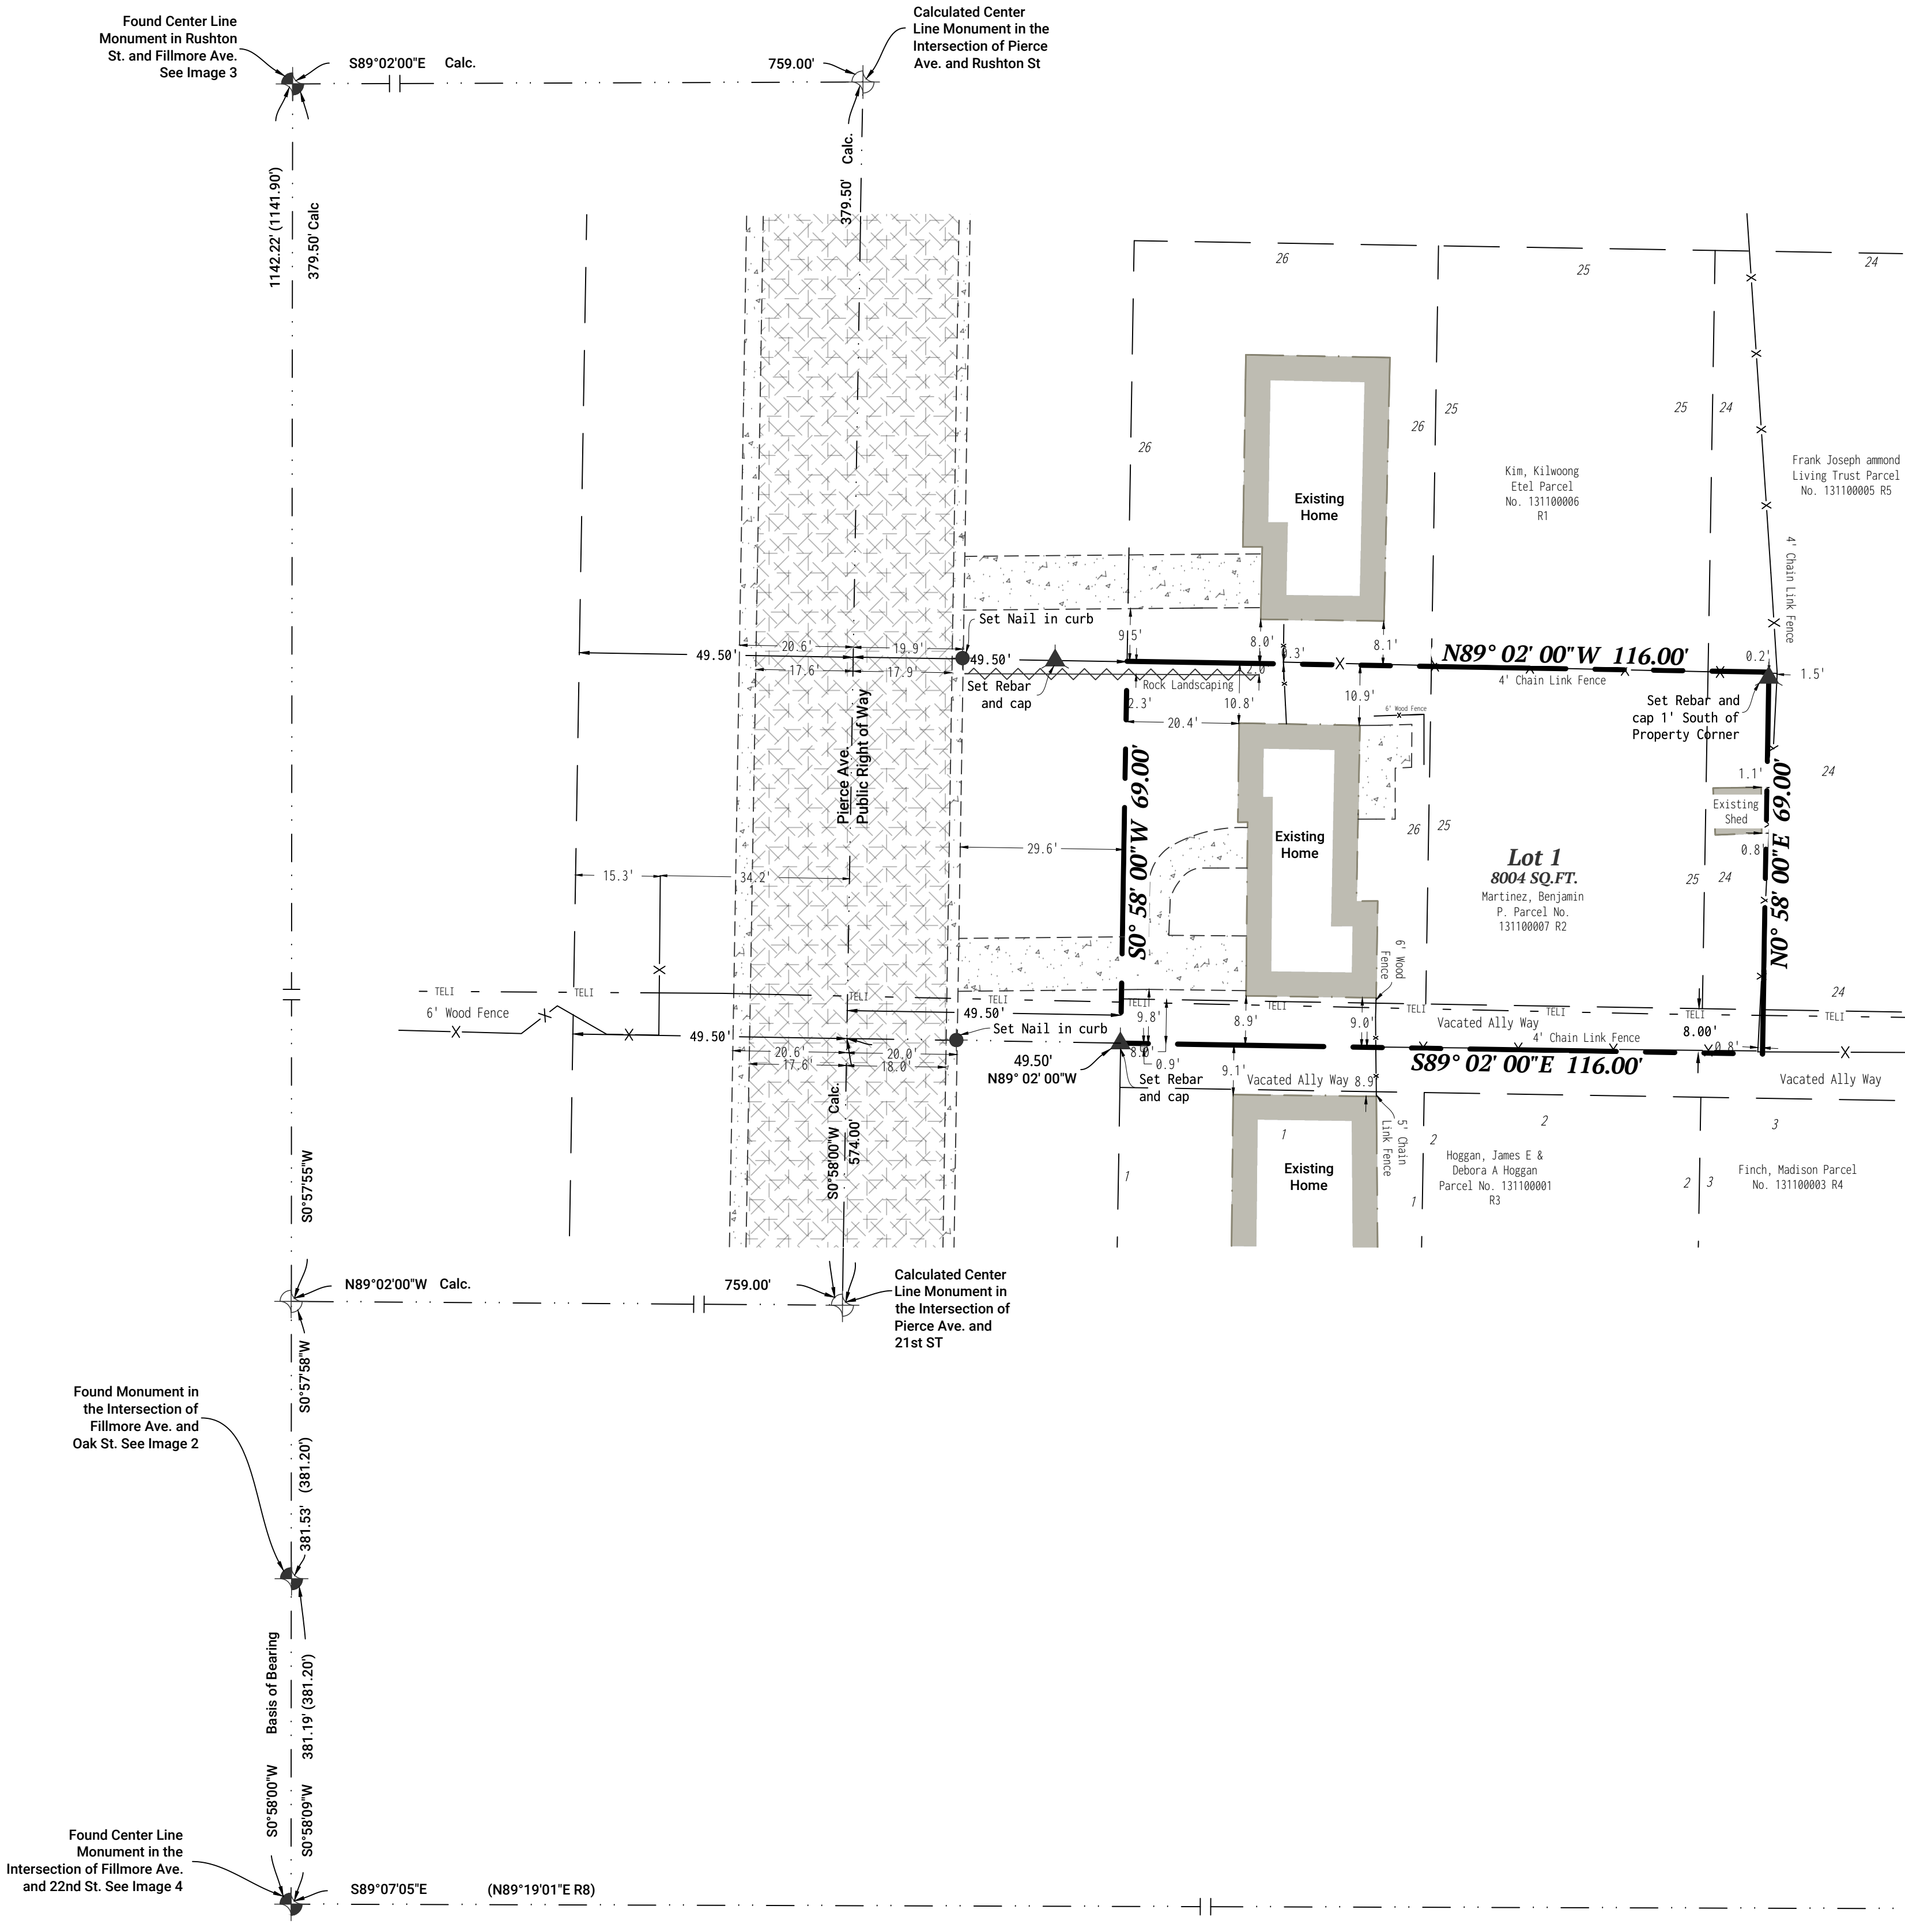 Found Center Line
Monument in Rushton
St. and Fillmore Ave.
See Image 3
S89°02'00"E Calc.
759.00'
Calculated Center
Line Monument in the
Intersection of Pierce
Ave. and Rushton St
1142.22' (1141.90')
379.50' Calc
379.50' Calc.
26
25
24
26
26
25
25
24
Kim, Kilwoong
Etel Parcel
No. 131100006
R1
Frank Joseph ammond
Living Trust Parcel
No. 131100005 R5
Existing
Home
4' Chain Link Fence
Set Nail in curb
49.50'
20.6'
19.9'
17.6'
17.9'
49.50'
9.5'
8.0'
0.3'
8.1'
N89° 02' 00"W 116.00'
0.2'
1.5'
2.0'
Rock Landscaping
4' Chain Link Fence
Set Rebar
and cap
2.3'
10.8'
10.9'
20.4'
6' Wood Fence
Set Rebar and
cap 1' South of
Property Corner
Pierce Ave.
Public Right of Way
S0° 58' 00"W 69.00'
N0° 58' 00"E 69.00'
1.1'
24
Existing
Shed
0.8'
29.6'
Existing
Home
26
25
Lot 1
8004 SQ.FT.
Martinez, Benjamin
P. Parcel No.
131100007 R2
25
24
15.3'
34.2'
6' Wood
Fence
24
TELI
TELI
TELI
TELI
TELI
TELI
TELI
TELI
TELI
TELI
6' Wood Fence
49.50'
Set Nail in curb
9.8'
8.9'
9.0'
Vacated Ally Way
8.00'
4' Chain Link Fence
49.50'
20.6'
20.0'
17.6'
18.0'
49.50'
N89° 02' 00"W
8.0'
0.9'
0.8'
S89° 02' 00"E 116.00'
Set Rebar
and cap
9.1'
Vacated Ally Way
8.9'
Vacated Ally Way
S0°58'00"W Calc.
574.00'
1
1
Existing
Home
5' Chain
Link Fence
2
2
3
1
Hoggan, James E &
Debora A Hoggan
Parcel No. 131100001
R3
2
3
Finch, Madison Parcel
No. 131100003 R4
S0°57'55"W
N89°02'00"W Calc.
759.00'
Calculated Center
Line Monument in
the Intersection of
Pierce Ave. and
21st ST
S0°57'58"W
381.53' (381.20')
Found Monument in
the Intersection of
Fillmore Ave. and
Oak St. See Image 2
S0°58'00"W Basis of Bearing
S0°58'09"W 381.19' (381.20')
Found Center Line
Monument in the
Intersection of Fillmore Ave.
and 22nd St. See Image 4
S89°07'05"E (N89°19'01"E R8)